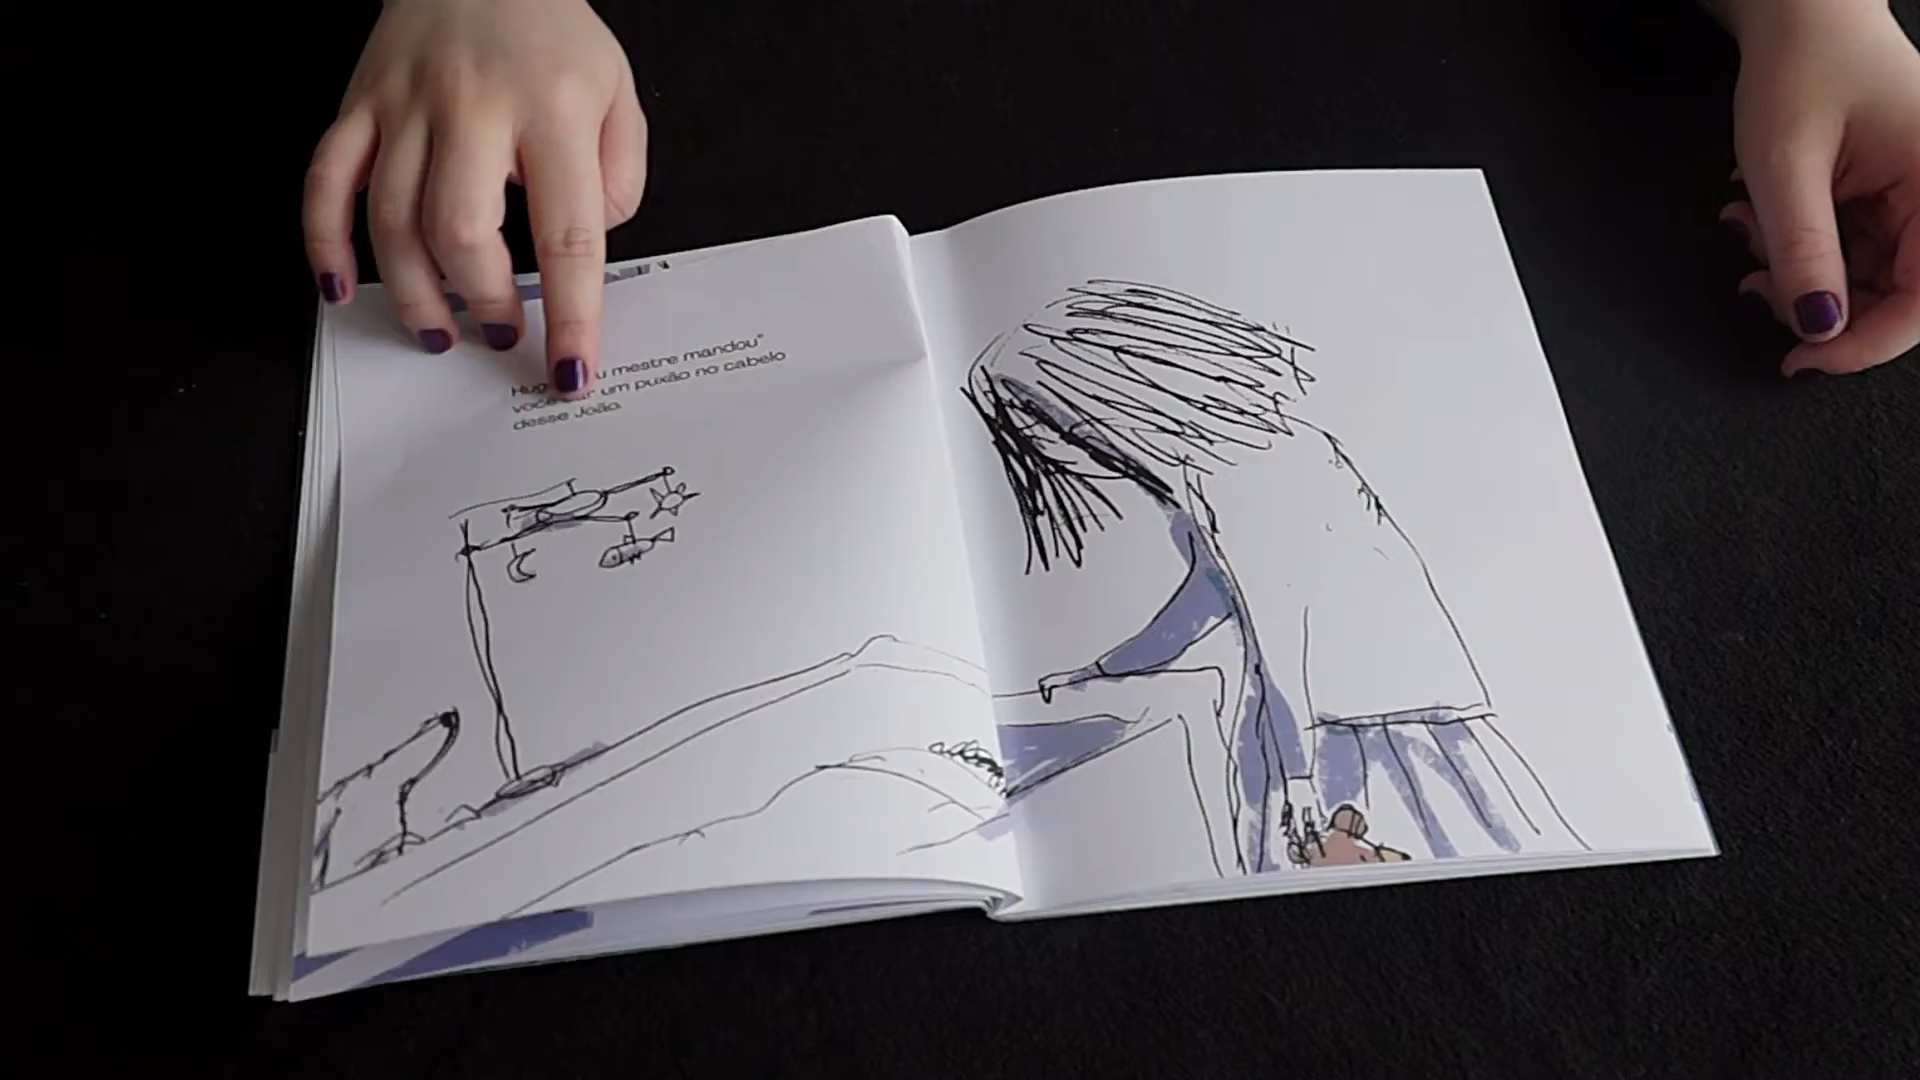 u mestre mandou"
um puxão no cabelo
desse João.